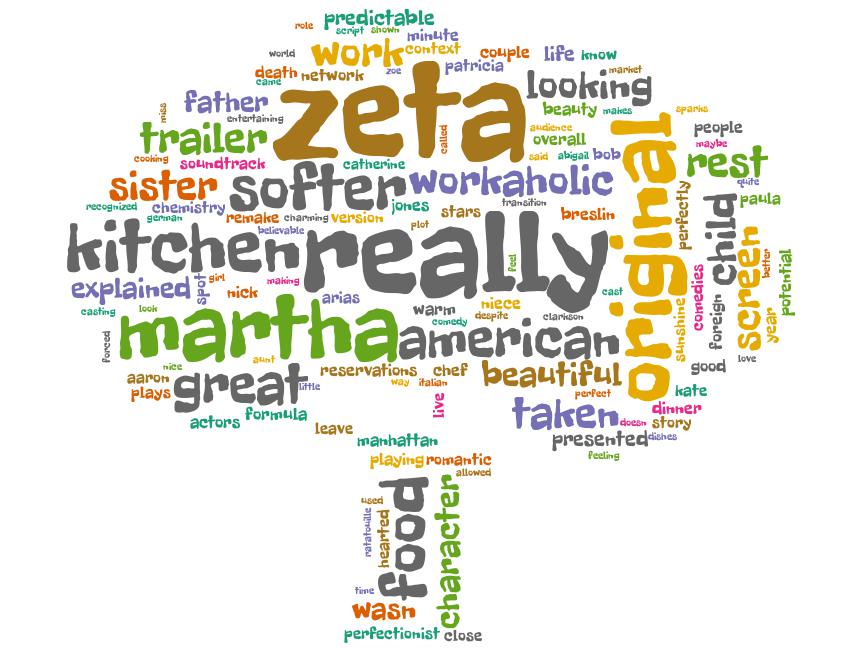 predictable
role
script
shown
minute
world
work
context
couple
life
know
death
network
zoe
patricia
market
came
zeta
looking
father
beauty
makes
sparks
miss
entertaining
called
audience
original
people
trailer
overall
maybe
cooking
soundtrack
catherine
said
abigail
bob
rest
quite
sister
softer
workaholic
perfectly
child
paula
recognized
chemistry
jones
transition
german
remake
charming
version
stars
breslin
believable
plot
kitchen
really
feel
screen
better
potential
explained
spot
girl
making
cast
comedies
foreign
nick
arias
niece
sunshine
year
casting
look
warm
despite
comedy
clarkson
martha
american
forced
love
nice
aunt
good
great
little
reservations
chef
beautiful
aaron
way
italian
plays
perfect
kate
live
actors
formula
taken
dinner
doesn
story
leave
manhattan
presented
dishes
feeling
playing
romantic
allowed
used
food
character
ratatouille
hearted
time
wasn
perfectionist
close